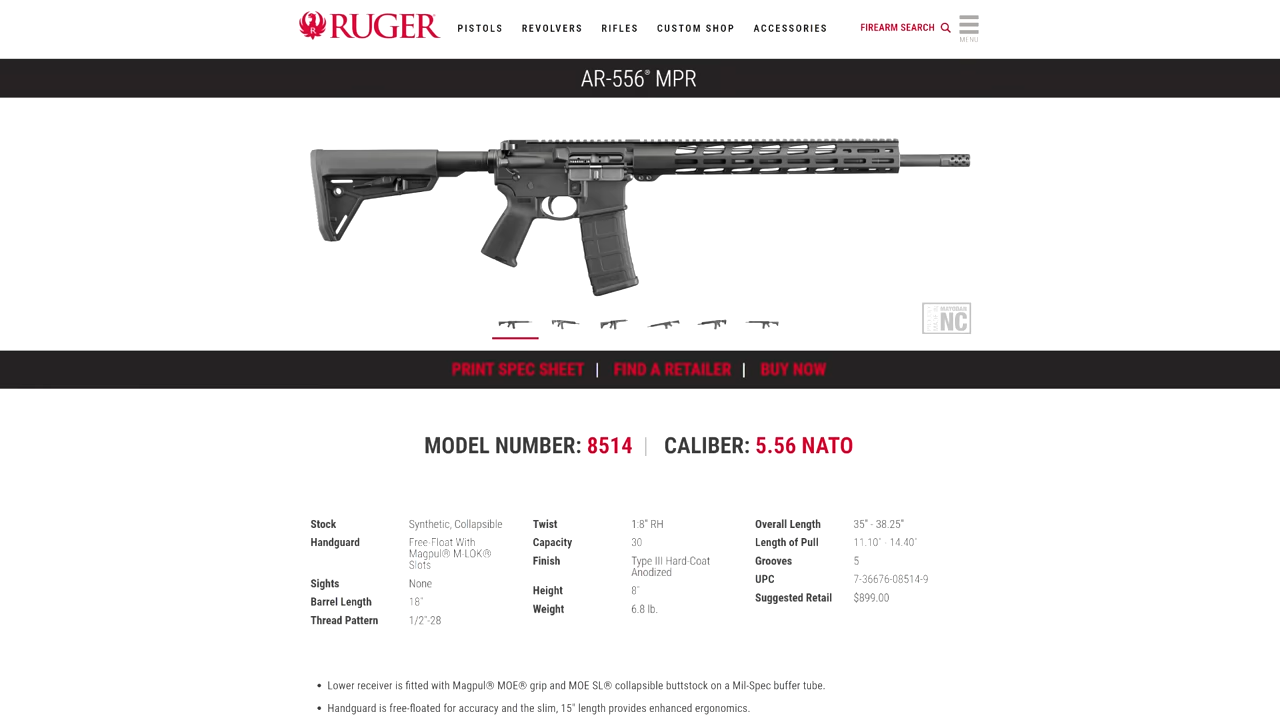 RUGER
PISTOLS REVOLVERS RIFLES CUSTOM SHOP ACCESSORIES FIREARM SEARCH
MENU
AR-556® MPR
NC
PRINT SPEC SHEET | FIND A RETAILER | BUY NOW
MODEL NUMBER: 8514 | CALIBER: 5.56 NATO
Stock Synthetic, Collapsible
Handguard Free-Float With
Magpul® M-LOK®
Slots
Sights None
Barrel Length 18"
Thread Pattern 1/2"-28
Twist 1:8" RH
Capacity 30
Finish Type III Hard-Coat
Anodized
Height 8"
Weight 6.8 lb.
Overall Length 35" - 38.25"
Length of Pull 11.10" - 14.40"
Grooves 5
UPC 7-36676-08514-9
Suggested Retail $899.00
• Lower receiver is fitted with Magpul® MOE® grip and MOE SL® collapsible buttstock on a Mil-Spec buffer tube.
• Handguard is free-floated for accuracy and the slim, 15" length provides enhanced ergonomics.